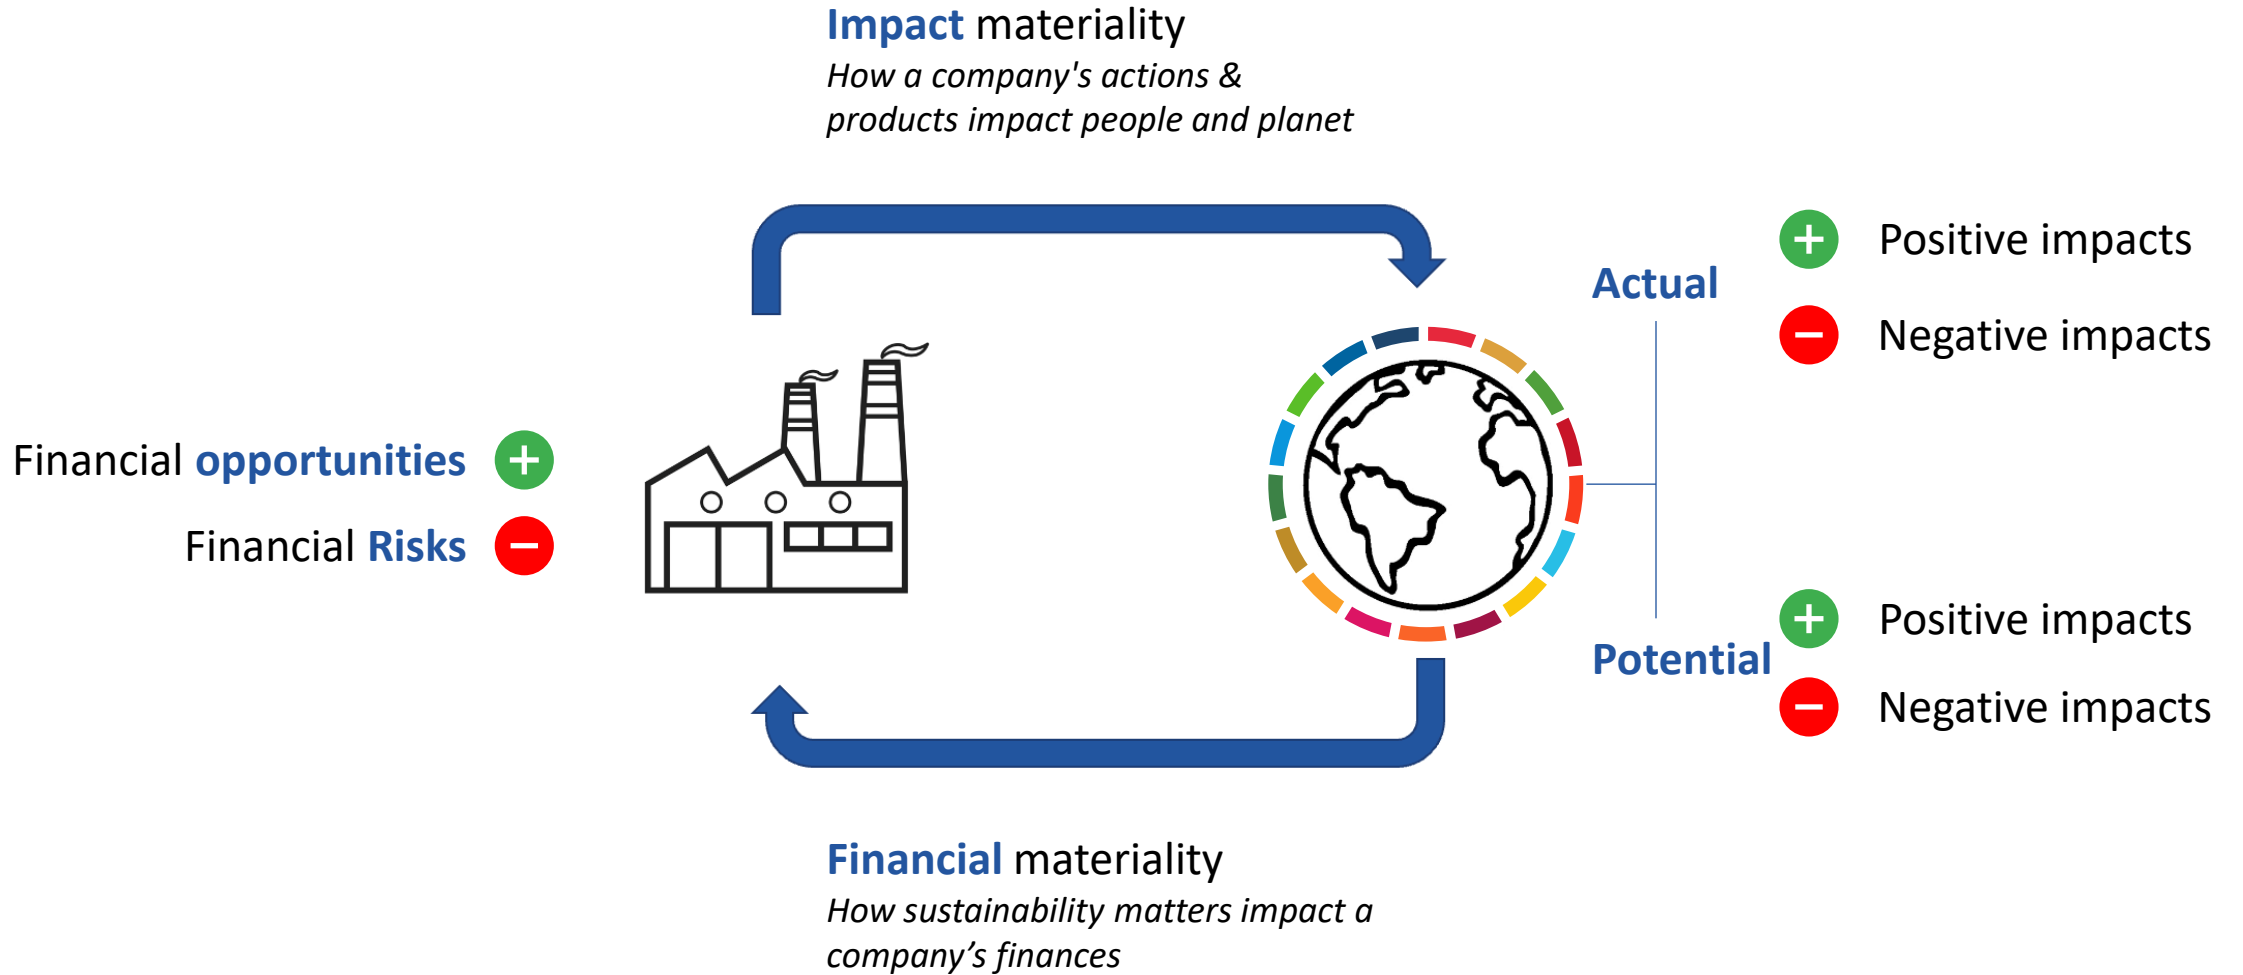 Impact materiality
How a company's actions &
products impact people and planet
Positive impacts
Actual
Negative impacts
Financial opportunities
Financial Risks
Positive impacts
Potential
Negative impacts
Financial materiality
How sustainability matters impact a
company’s finances